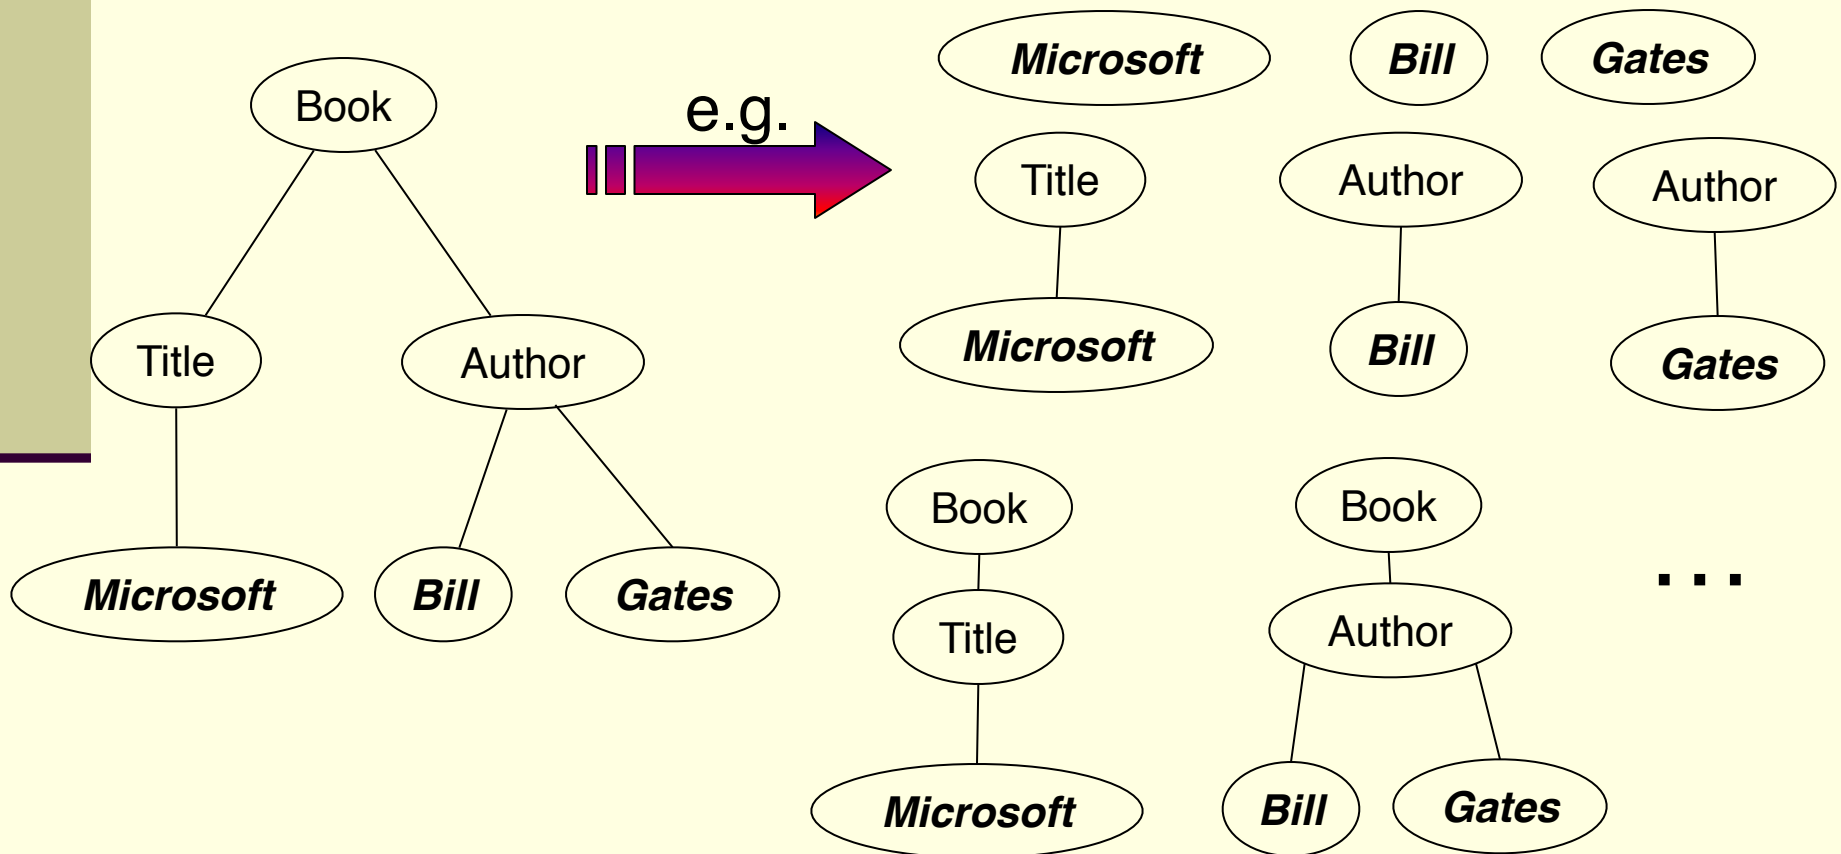 Book
Title
Author
Microsoft
Bill
Gates
e.g.
Microsoft
Bill
Gates
Title
Author
Author
Microsoft
Bill
Gates
Book
Book
Title
Author
...
Microsoft
Bill
Gates